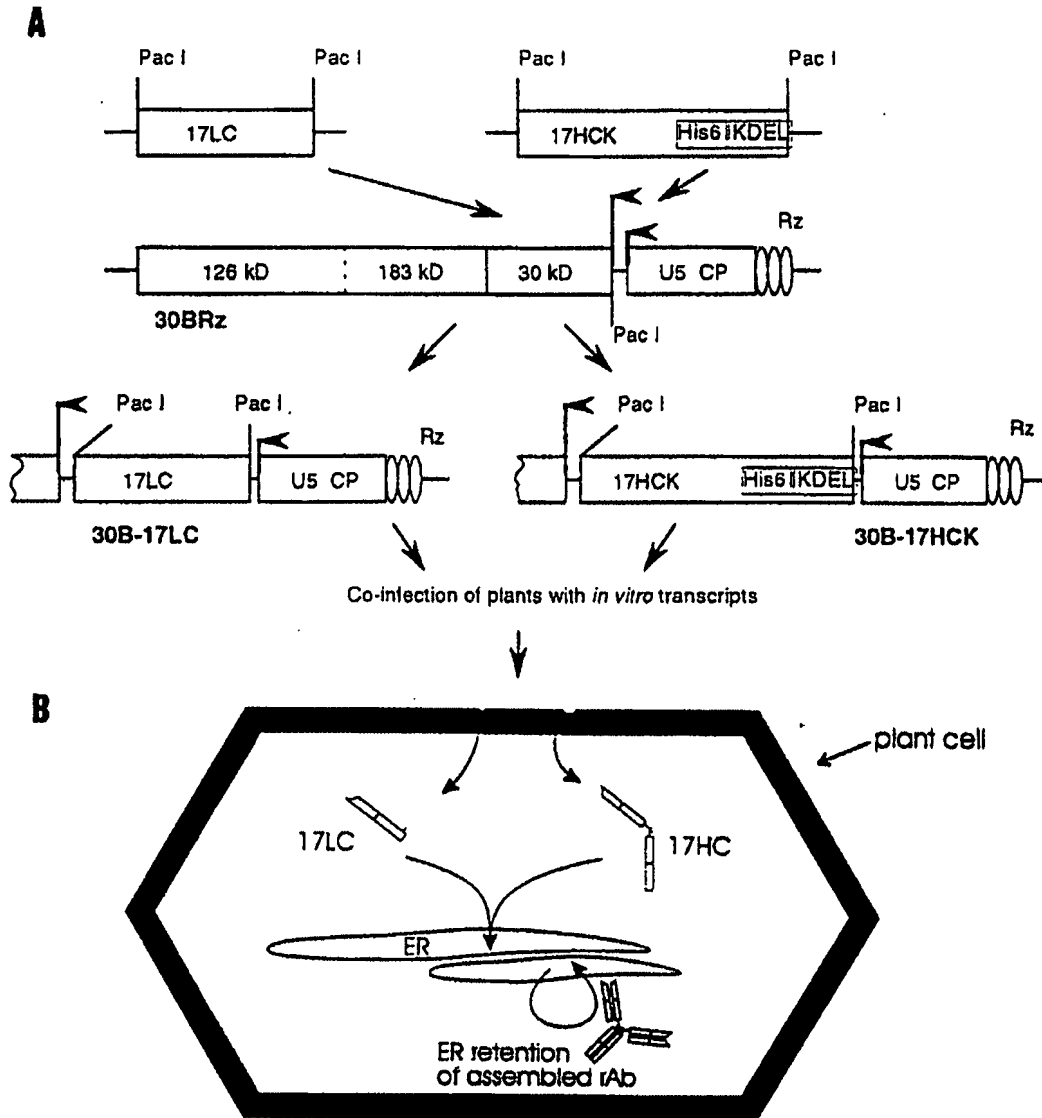 A
Pac I Pac I Pac I Pac I
17LC 17HCK His6 KDEL
Rz
126 kD 183 kD 30 kD U5 CP
30BRz
Pac I
Pac I Pac I Pac I Pac I
Rz Rz
17LC U5 CP 17HCK His6 KDEL U5 CP
30B-17LC 30B-17HCK
Co-infection of plants with in vitro transcripts
B
plant cell
17LC 17HC
ER
ER retention
of assembled rAb